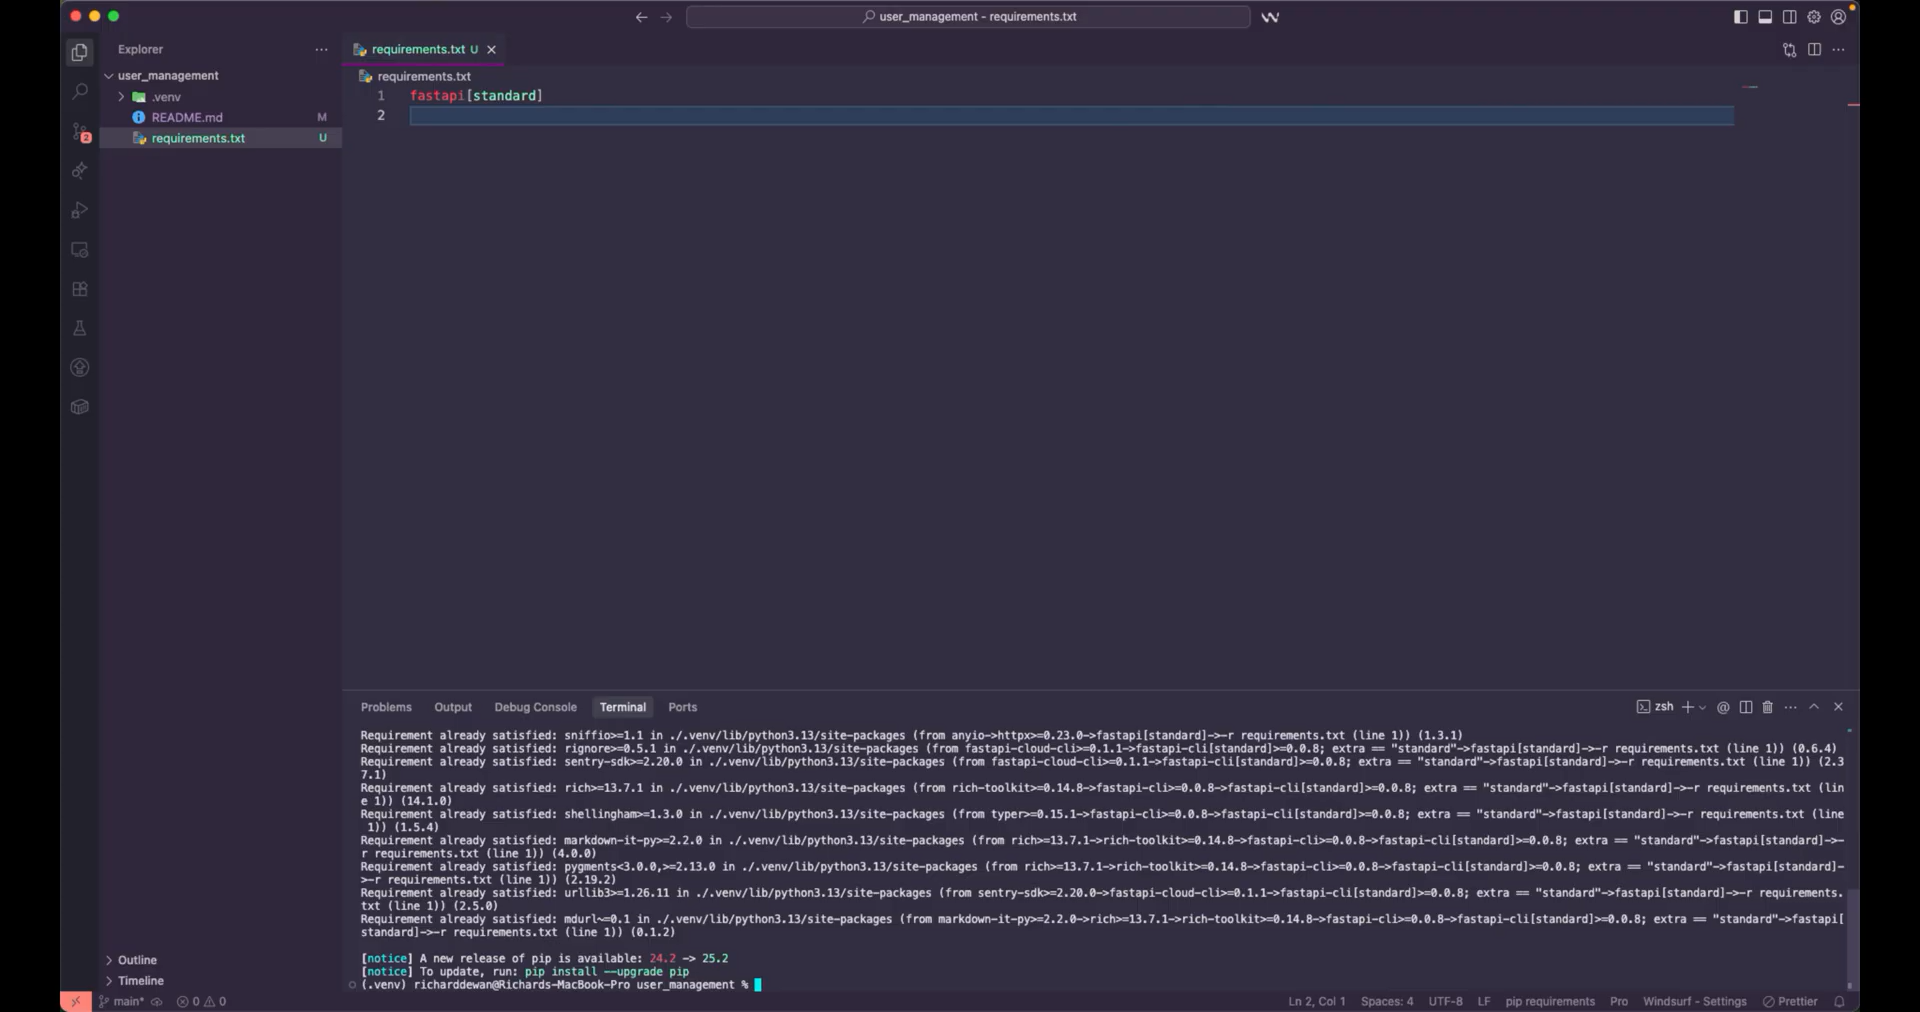 user_management - requirements.txt
Explorer
requirements.txt U
user_management
requirements.txt
.venv
README.md M
requirements.txt U
2
1 fastapi[standard]
2
Problems Output Debug Console Terminal Ports
zsh
Requirement already satisfied: sniffio>=1.1 in ./.venv/lib/python3.13/site-packages (from anyio->httpx>=0.23.0->fastapi[standard]->-r requirements.txt (line 1)) (1.3.1)
Requirement already satisfied: rignore>=0.5.1 in ./.venv/lib/python3.13/site-packages (from fastapi-cloud-cli>=0.1.1->fastapi-cli[standard]>=0.0.8; extra == "standard"->fastapi[standard]->-r requirements.txt (line 1)) (0.6.4)
Requirement already satisfied: sentry-sdk>=2.20.0 in ./.venv/lib/python3.13/site-packages (from fastapi-cloud-cli>=0.1.1->fastapi-cli[standard]>=0.0.8; extra == "standard"->fastapi[standard]->-r requirements.txt (line 1)) (2.3
7.1)
Requirement already satisfied: rich>=13.7.1 in ./.venv/lib/python3.13/site-packages (from rich-toolkit>=0.14.8->fastapi-cli>=0.0.8->fastapi-cli[standard]>=0.0.8; extra == "standard"->fastapi[standard]->-r requirements.txt (lin
e 1)) (14.1.0)
Requirement already satisfied: shellingham>=1.3.0 in ./.venv/lib/python3.13/site-packages (from typer>=0.15.1->fastapi-cli>=0.0.8->fastapi-cli[standard]>=0.0.8; extra == "standard"->fastapi[standard]->-r requirements.txt (line
1)) (1.5.4)
Requirement already satisfied: markdown-it-py>=2.2.0 in ./.venv/lib/python3.13/site-packages (from rich>=13.7.1->rich-toolkit>=0.14.8->fastapi-cli>=0.0.8->fastapi-cli[standard]>=0.0.8; extra == "standard"->fastapi[standard]->-
r requirements.txt (line 1)) (4.0.0)
Requirement already satisfied: pygments<3.0.0,>=2.13.0 in ./.venv/lib/python3.13/site-packages (from rich>=13.7.1->rich-toolkit>=0.14.8->fastapi-cli>=0.0.8->fastapi-cli[standard]>=0.0.8; extra == "standard"->fastapi[standard]-
>-r requirements.txt (line 1)) (2.19.2)
Requirement already satisfied: urllib3>=1.26.11 in ./.venv/lib/python3.13/site-packages (from sentry-sdk>=2.20.0->fastapi-cloud-cli>=0.1.1->fastapi-cli[standard]>=0.0.8; extra == "standard"->fastapi[standard]->-r requirements.
txt (line 1)) (2.5.0)
Requirement already satisfied: mdurl~=0.1 in ./.venv/lib/python3.13/site-packages (from markdown-it-py>=2.2.0->rich>=13.7.1->rich-toolkit>=0.14.8->fastapi-cli>=0.0.8->fastapi-cli[standard]>=0.0.8; extra == "standard"->fastapi[
standard]->-r requirements.txt (line 1)) (0.1.2)
[notice] A new release of pip is available: 24.2 -> 25.2
[notice] To update, run: pip install --upgrade pip
(.venv) richarddewan@Richards-MacBook-Pro user_management %
Outline
Timeline
main* 0 0
Ln 2, Col 1 Spaces: 4 UTF-8 LF pip requirements Pro Windsurf - Settings Prettier